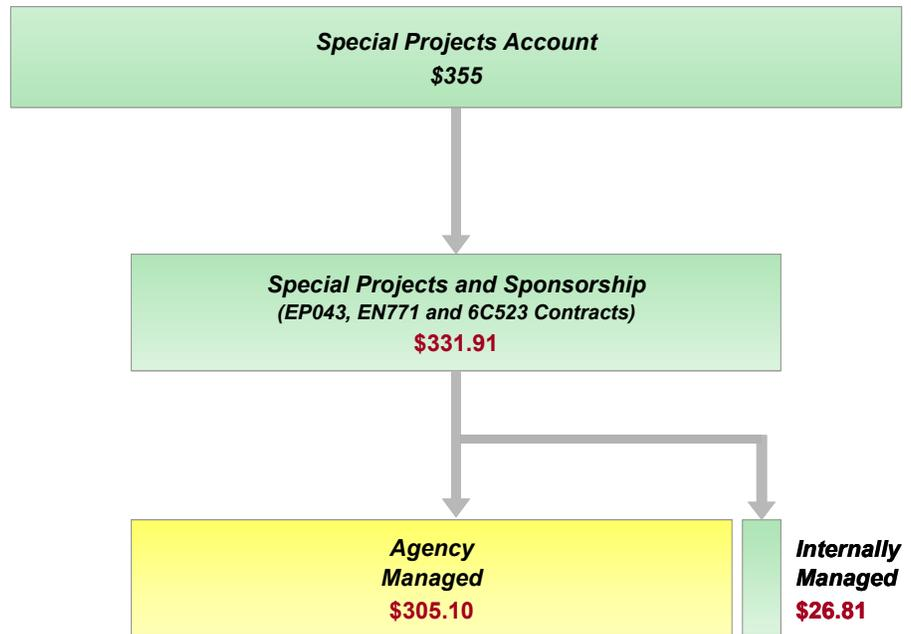 Special Projects Account
$355
Special Projects and Sponsorship
(EP043, EN771 and 6C523 Contracts)
$331.91
Agency
Managed
$305.10
Internally
Managed
$26.81